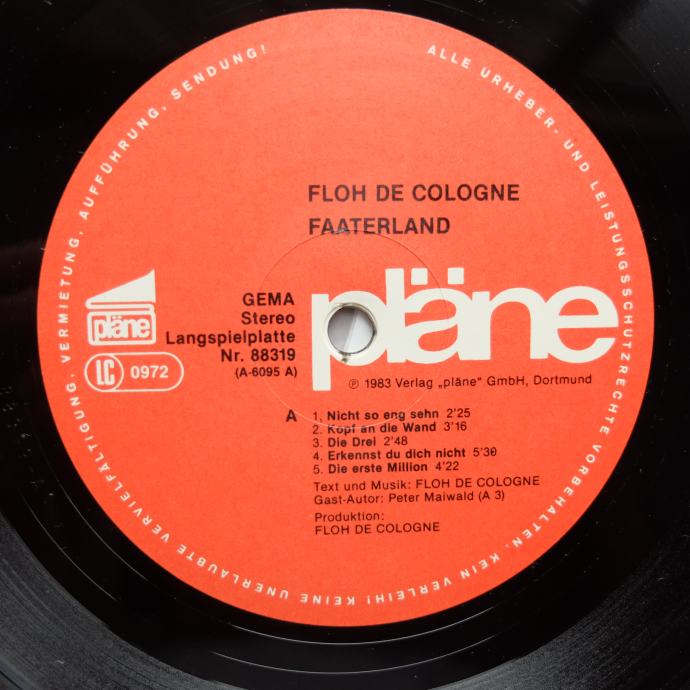 ALLE URHEBER- UND LEISTUNGSSCHUTZRECHTE VORBEHALTEN. KEIN VERLEIH! KEINE UNERLAUBTE VERVIELFÄLTIGUNG, VERMIETUNG, AUFFÜHRUNG, SENDUNG!
FLOH DE COLOGNE
FAATERLAND
pläne
LC 0972
GEMA
Stereo
Langspielplatte
Nr. 88319
(A-6095 A)
pläne
℗ 1983 Verlag „pläne" GmbH, Dortmund
A
1. Nicht so eng sehn 2'25
2. Kopf an die Wand 3'16
3. Die Drei 2'48
4. Erkennst du dich nicht 5'30
5. Die erste Million 4'22
Text und Musik: FLOH DE COLOGNE
Gast-Autor: Peter Maiwald (A 3)
Produktion:
FLOH DE COLOGNE